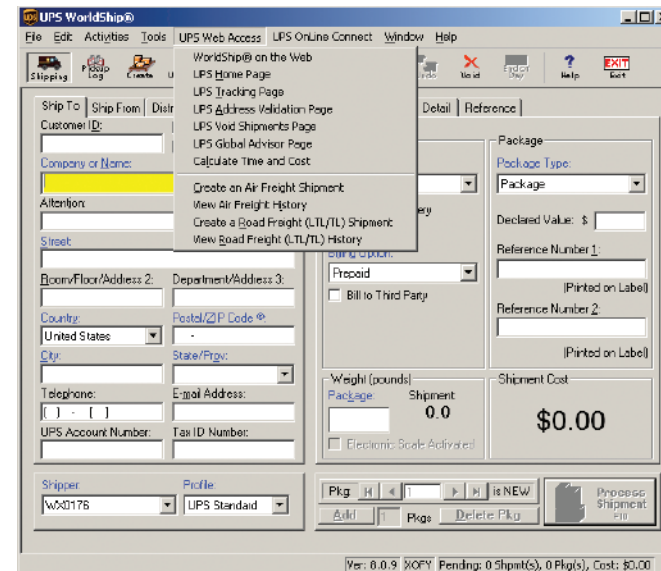 UPS WorldShip®
File Edit Activities Tools UPS Web Access UPS OnLine Connect Window Help
WorldShip® on the Web
UPS Home Page
UPS Tracking Page
UPS Address Validation Page
UPS Void Shipments Page
UPS Global Advisor Page
Calculate Time and Cost
Create an Air Freight Shipment
View Air Freight History
Create a Road Freight (LTL/TL) Shipment
View Road Freight (LTL/TL) History
Shipping Pickup Log Create Void End of Day Help EXIT Exit
Ship To Ship From Detail Reference
Customer ID:
Company or Name:
Attention:
Street:
Room/Floor/Address 2: Department/Address 3:
Country: Postal/ZIP Code
United States -
City: State/Prov:
Telephone: E-mail Address:
( ) - ( )
UPS Account Number: Tax ID Number:
Billing Option:
Prepaid
Bill to Third Party
Weight (pounds)
Package: Shipment:
0.0
Electronic Scale Activated
Package
Package Type:
Package
Declared Value: $
Reference Number 1:
(Printed on Label)
Reference Number 2:
(Printed on Label)
Shipment Cost
$0.00
Shipper: Profile:
WX0176 UPS Standard
Pkg 1 is NEW
Add 1 Pkgs Delete Pkg
Process
Shipment
F10
Ver: 8.0.9 XOFY Pending: 0 Shpmt(s), 0 Pkg(s), Cost: $0.00